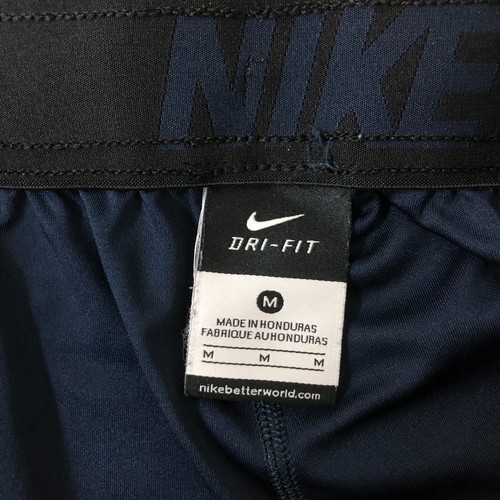 NIKE
DRI-FIT
M
MADE IN HONDURAS
FABRIQUE AU HONDURAS
M M M
nikebetterworld.com